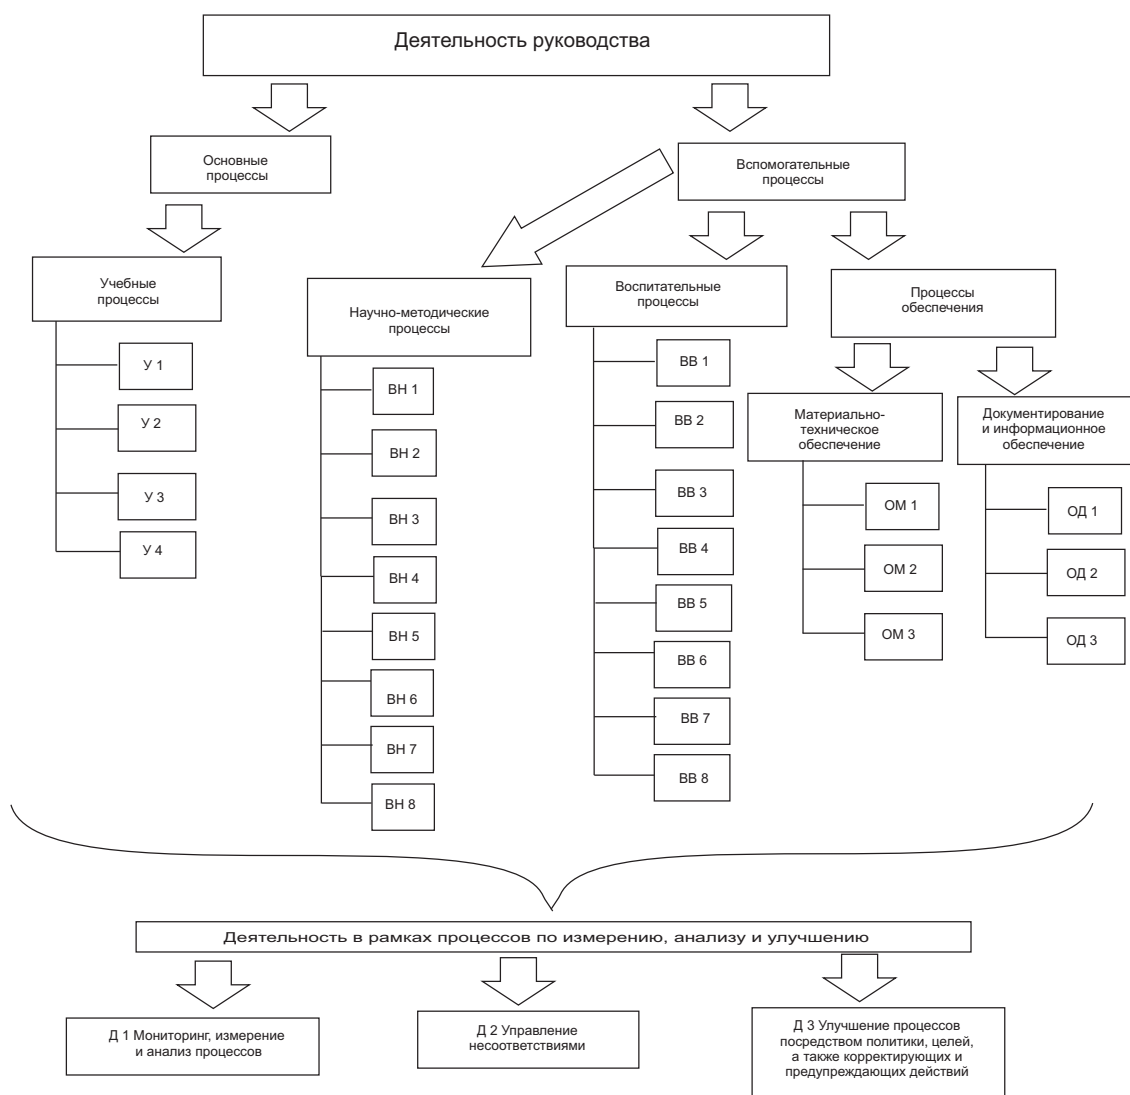 Деятельность руководства
Основные
процессы
Вспомогательные
процессы
Учебные
процессы
У 1
У 2
У 3
У 4
Научно-методические
процессы
ВН 1
ВН 2
ВН 3
ВН 4
ВН 5
ВН 6
ВН 7
ВН 8
Воспитательные
процессы
ВВ 1
ВВ 2
ВВ 3
ВВ 4
ВВ 5
ВВ 6
ВВ 7
ВВ 8
Процессы
обеспечения
Материально-
техническое
обеспечение
ОМ 1
ОМ 2
ОМ 3
Документирование
и информационное
обеспечение
ОД 1
ОД 2
ОД 3
Деятельность в рамках процессов по измерению, анализу и улучшению
Д 1 Мониторинг, измерение
и анализ процессов
Д 2 Управление
несоответствиями
Д 3 Улучшение процессов
посредством политики, целей,
а также корректирующих и
предупреждающих действий